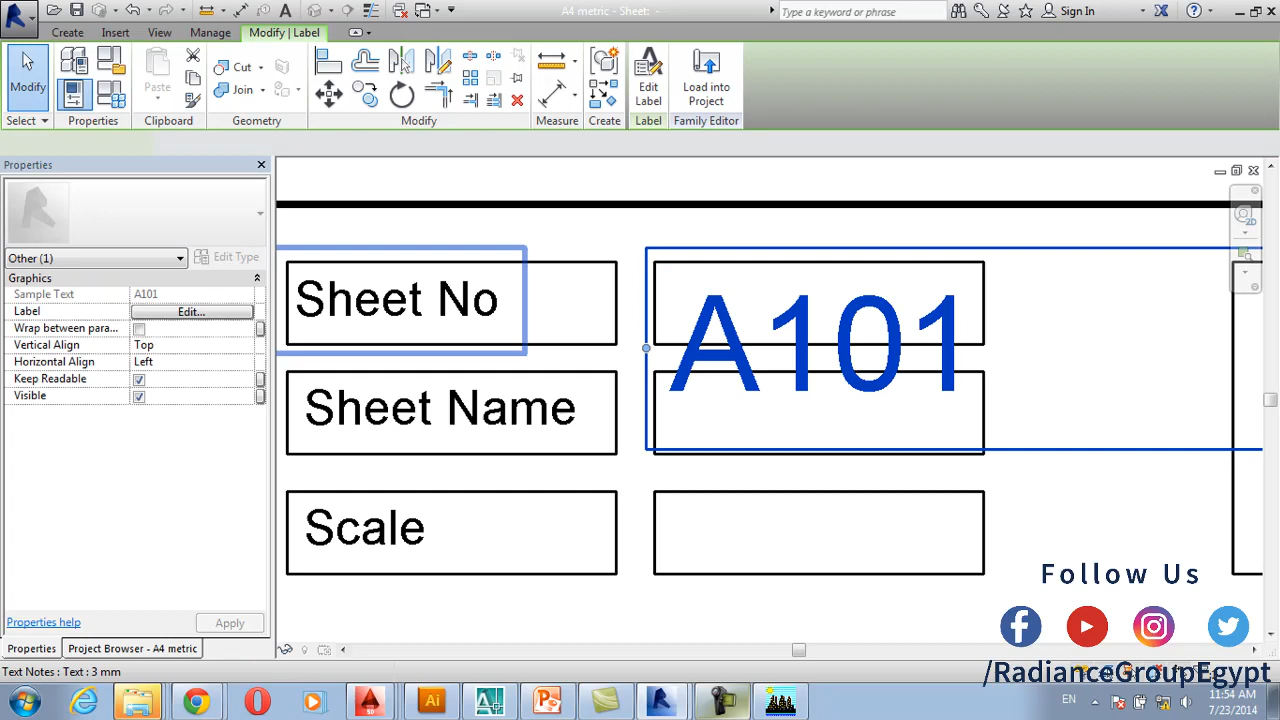 A4 metric - Sheet: -
Type a keyword or phrase
Sign In
Create
Insert
View
Manage
Modify | Label
Modify
Paste
Cut
Join
Edit Label
Load into Project
Select
Properties
Clipboard
Geometry
Modify
Measure
Create
Label
Family Editor
Properties
Other (1)
Edit Type
Graphics
Sample Text A101
Label Edit...
Wrap between para...
Vertical Align Top
Horizontal Align Left
Keep Readable
Visible
Properties help
Apply
Properties
Project Browser - A4 metric
Text Notes : Text : 3 mm
2D
Sheet No
A101
Sheet Name
Scale
Follow Us
/RadianceGroupEgypt
Ai
EN
11:54 AM
7/23/2014